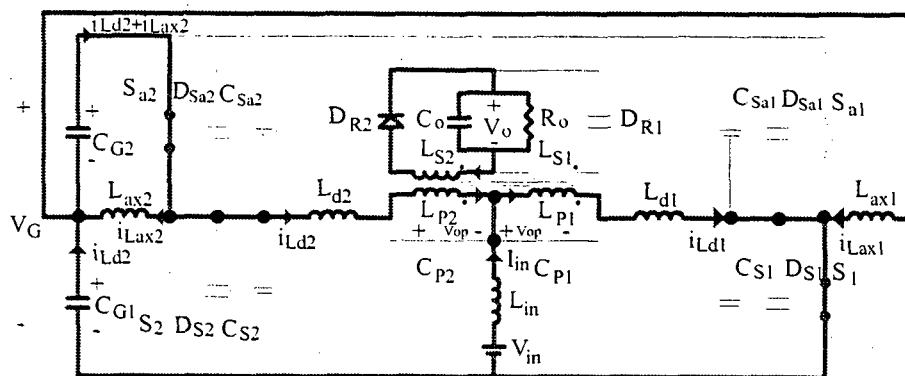 iLd2+iLax2
Sa2 DSa2 CSa2
CSa1 DSa1 Sa1
+
+
CG2
-
DR2
Co
+
Vo
-
Ro
DR1
LS2
LS1
Lax2
Ld2
LP2
LP1
Ld1
Lax1
VG
iLax2
iLd2
iLd2
+ Vop - + Vop -
iLd1
iLax1
CP2
Iin
CP1
CS1 DS1 S1
+
CG1
-
-
S2 DS2 CS2
Lin
Vin